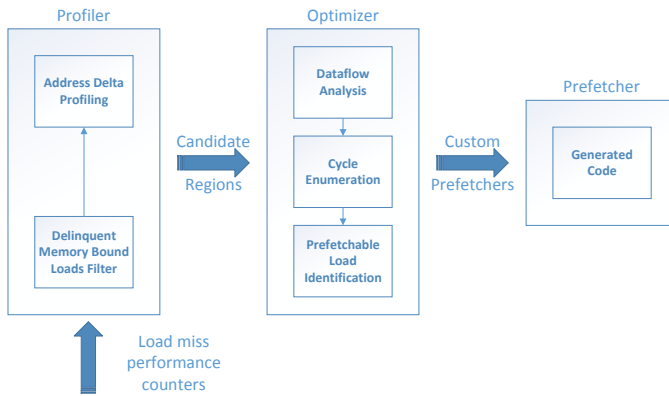 Profiler
Address Delta
Profiling
Delinquent
Memory Bound
Loads Filter
Load miss
performance
counters
Candidate
Regions
Optimizer
Dataflow
Analysis
Cycle
Enumeration
Prefetchable
Load
Identification
Custom
Prefetchers
Prefetcher
Generated
Code